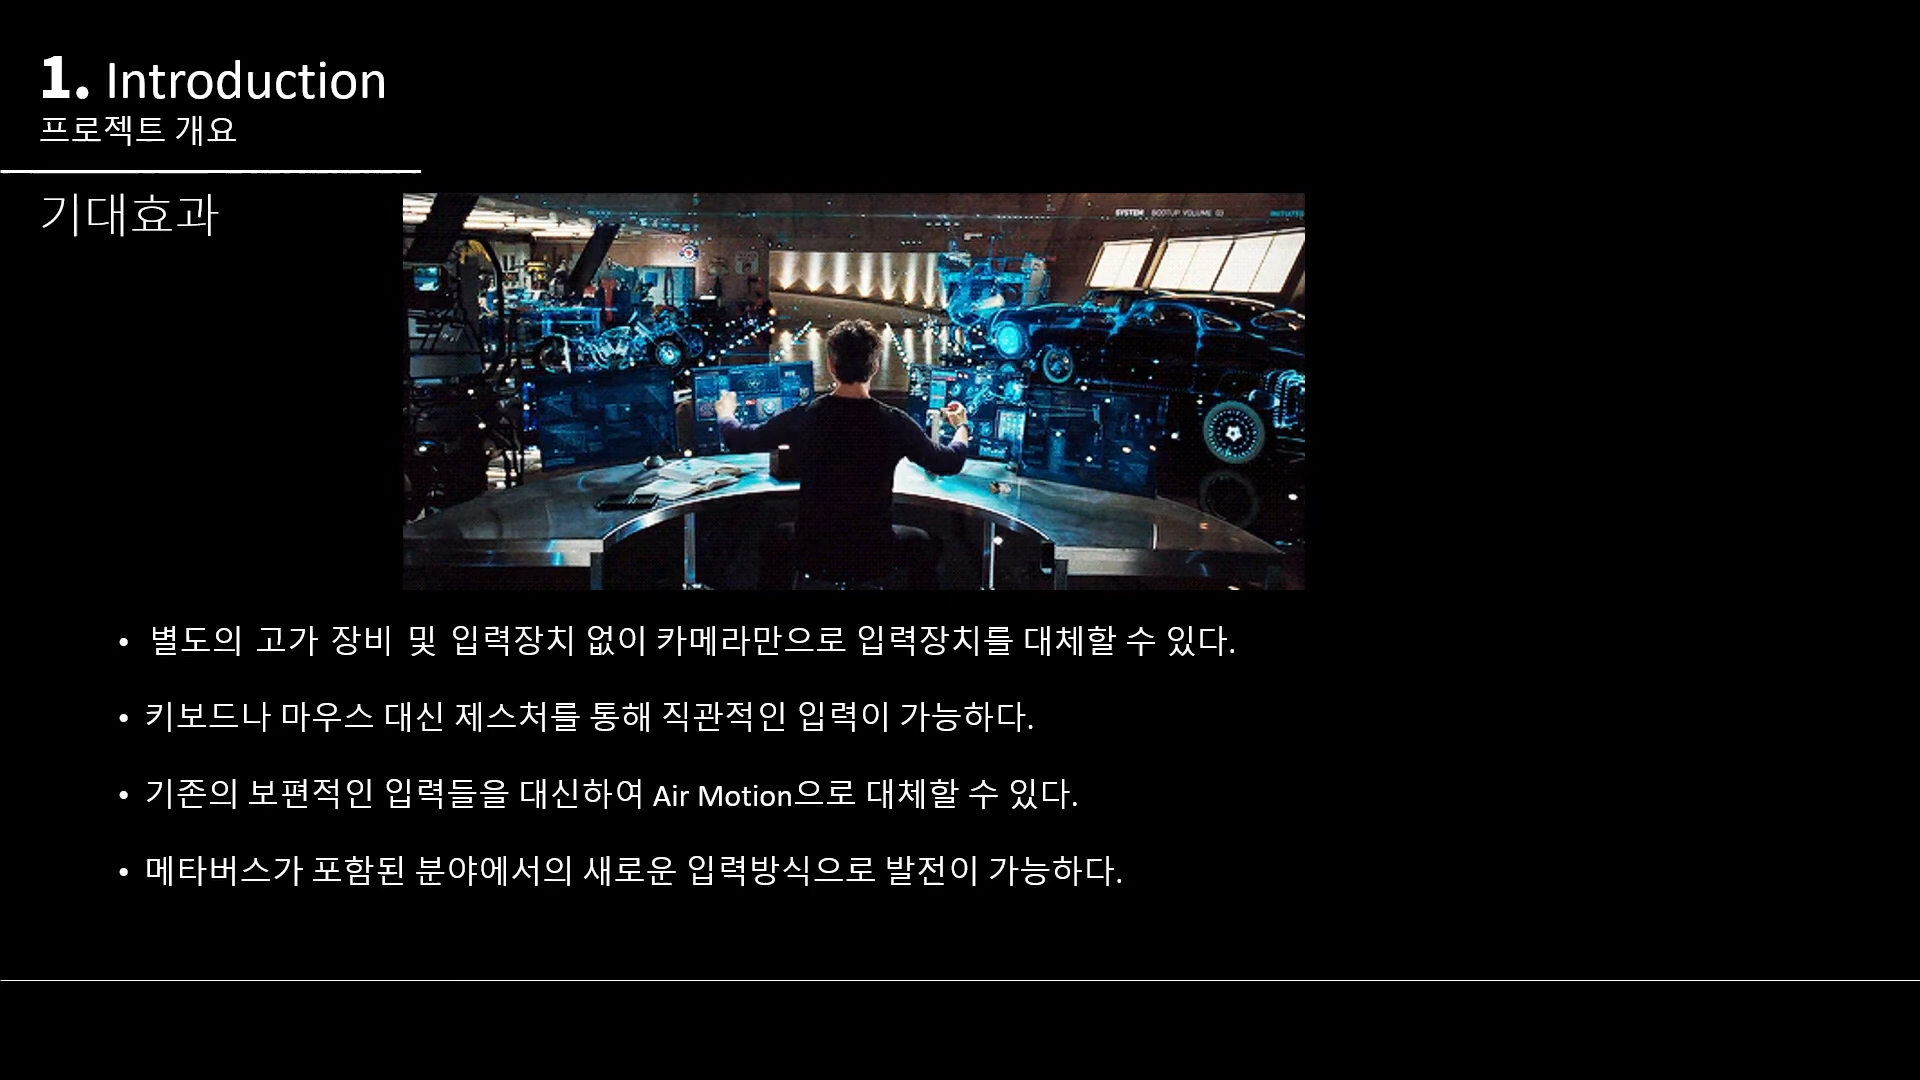 1. Introduction
프로젝트 개요
기대효과
SYSTEM BOOTUP VOLUME 03
INITIATED
• 별도의 고가 장비 및 입력장치 없이 카메라만으로 입력장치를 대체할 수 있다.
• 키보드나 마우스 대신 제스처를 통해 직관적인 입력이 가능하다.
• 기존의 보편적인 입력들을 대신하여 Air Motion으로 대체할 수 있다.
• 메타버스가 포함된 분야에서의 새로운 입력방식으로 발전이 가능하다.